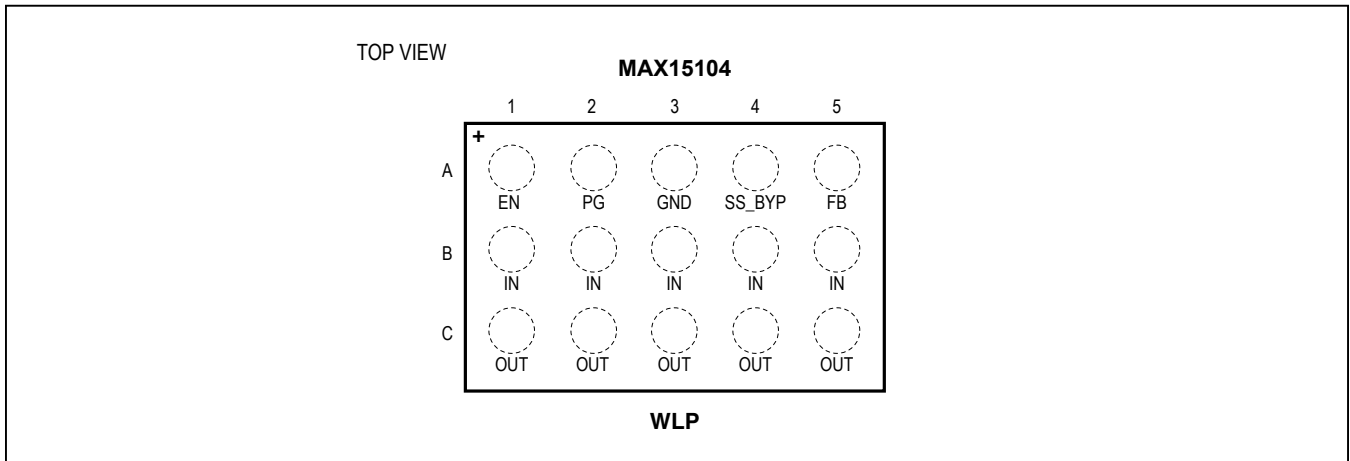 TOP VIEW
MAX15104
1 2 3 4 5
+
A
EN PG GND SS_BYP FB
B
IN IN IN IN IN
C
OUT OUT OUT OUT OUT
WLP